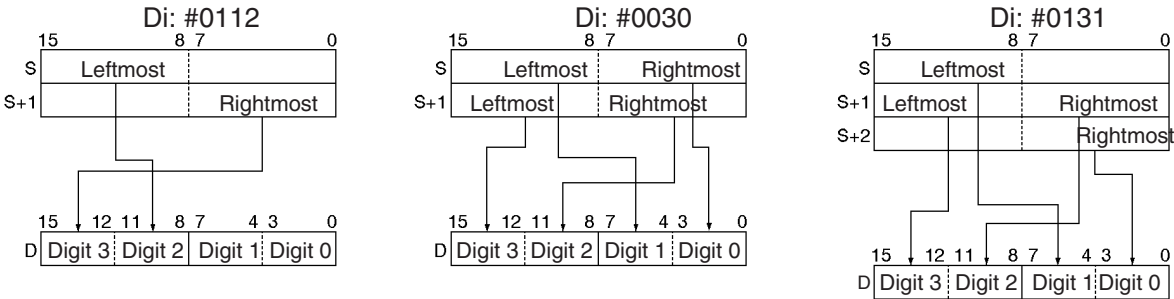 Di: #0112
15 8 7 0
S Leftmost
S+1 Rightmost
15 12 11 8 7 4 3 0
D Digit 3 Digit 2 Digit 1 Digit 0
Di: #0030
15 8 7 0
S Leftmost Rightmost
S+1 Leftmost Rightmost
15 12 11 8 7 4 3 0
D Digit 3 Digit 2 Digit 1 Digit 0
Di: #0131
15 8 7 0
S Leftmost
S+1 Leftmost Rightmost
S+2 Rightmost
15 12 11 8 7 4 3 0
D Digit 3 Digit 2 Digit 1 Digit 0